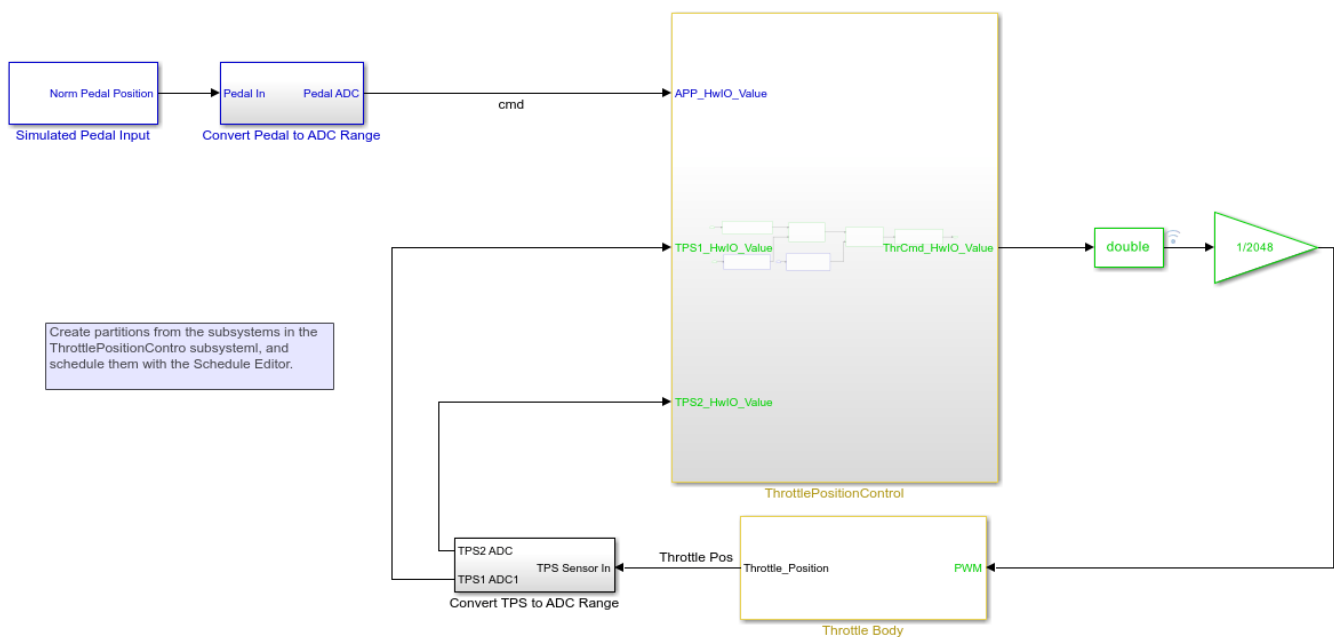 Norm Pedal Position
Simulated Pedal Input
Pedal In
Pedal ADC
Convert Pedal to ADC Range
cmd
APP_HwIO_Value
TPS1_HwIO_Value
ThrCmd_HwIO_Value
TPS2_HwIO_Value
ThrottlePositionControl
double
1/2048
Create partitions from the subsystems in the
ThrottlePositionContro subsysteml, and
schedule them with the Schedule Editor.
TPS2 ADC
TPS Sensor In
TPS1 ADC1
Convert TPS to ADC Range
Throttle Pos
Throttle_Position
PWM
Throttle Body